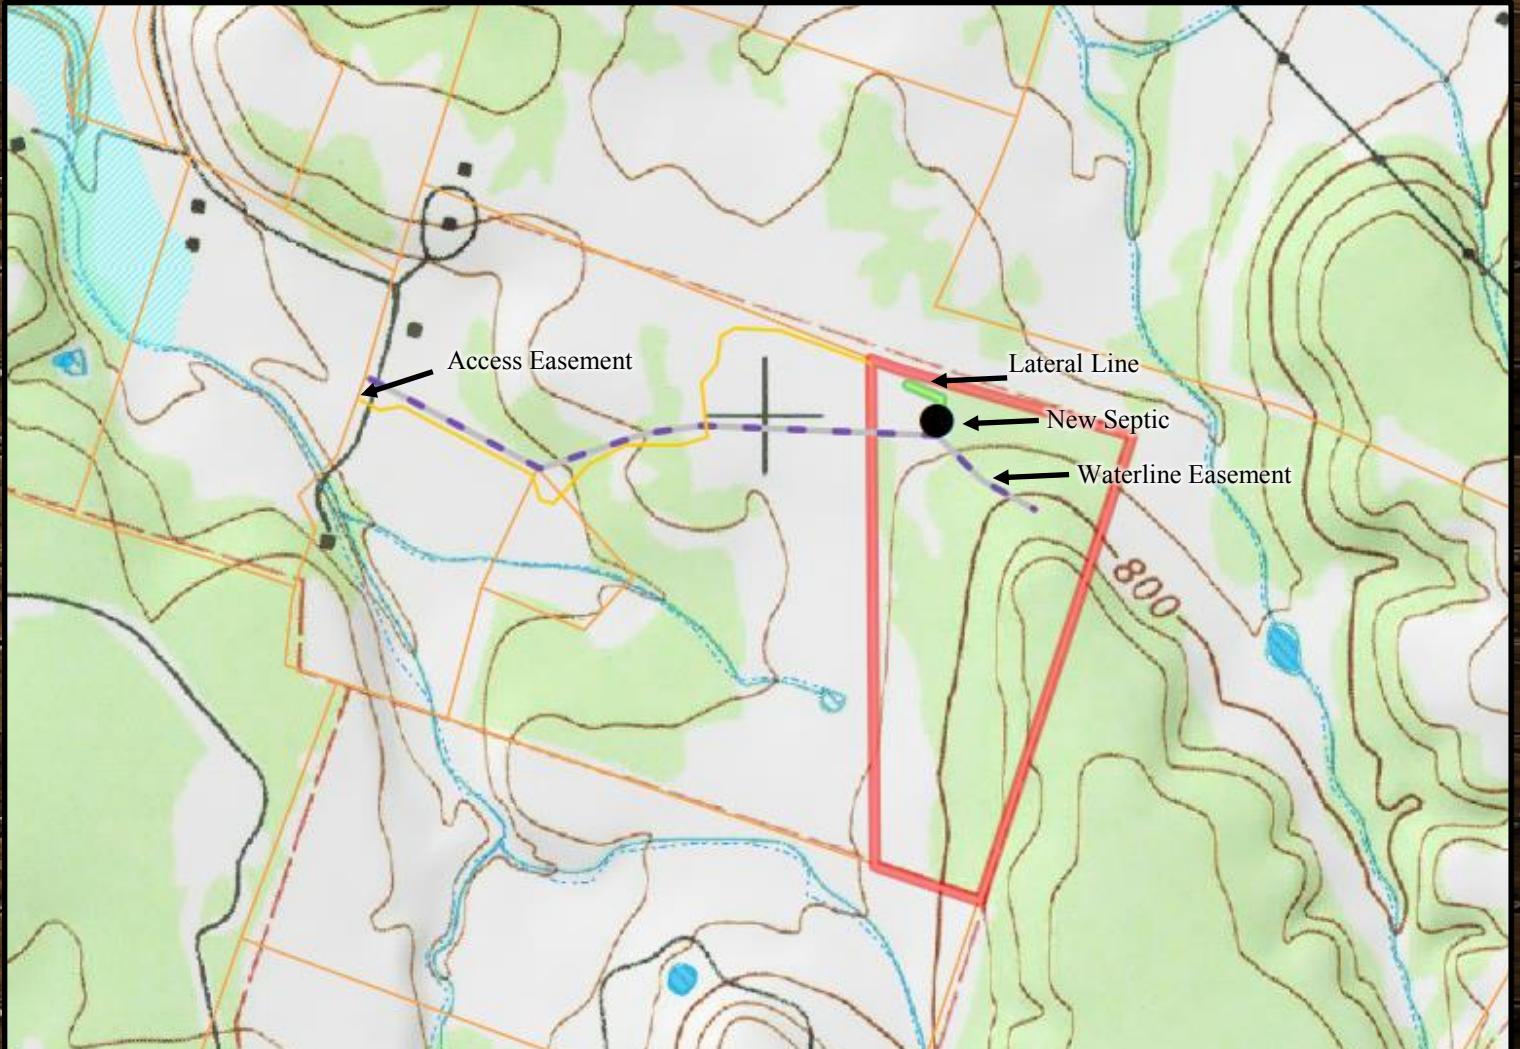 Access Easement
Lateral Line
New Septic
Waterline Easement
800